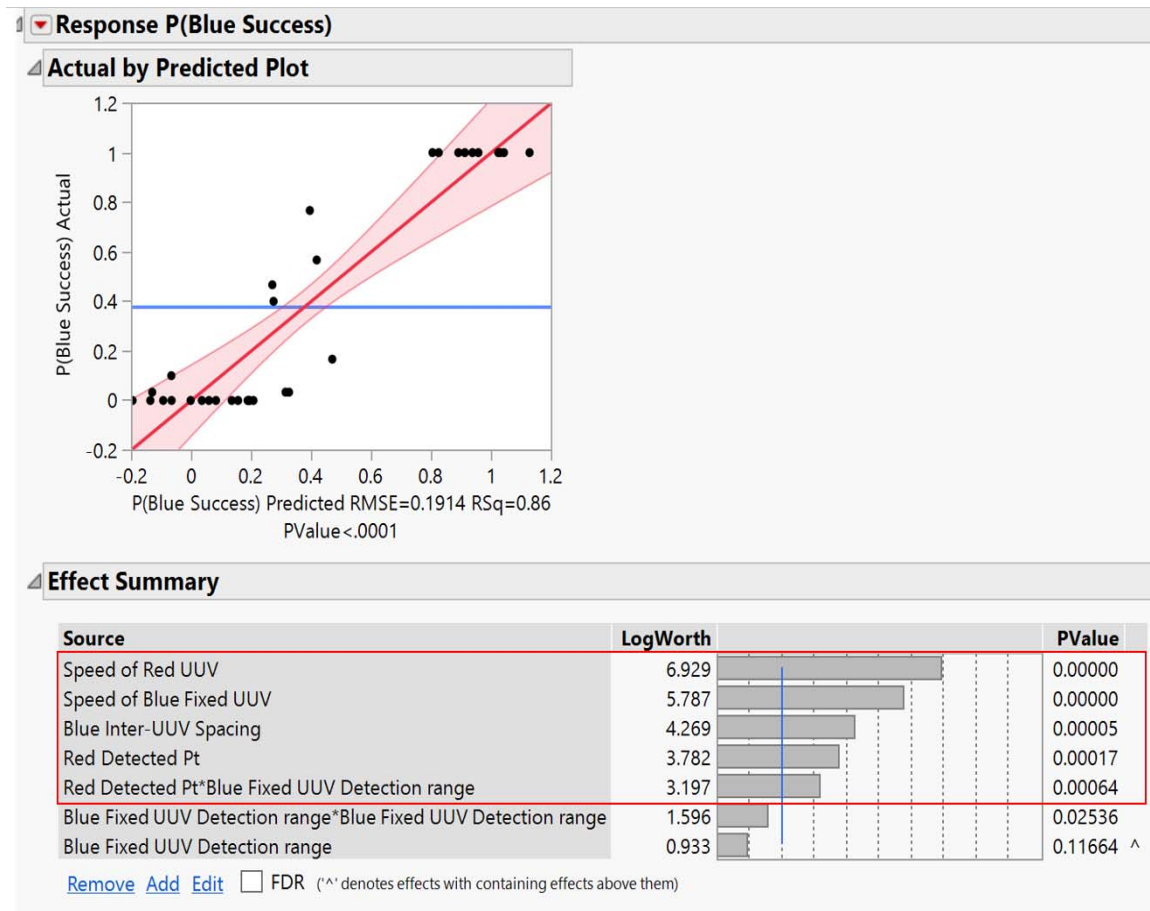 Response P(Blue Success)
Actual by Predicted Plot
1.2
1
0.8
0.6
0.4
0.2
0
-0.2
P(Blue Success) Actual
-0.2 0 0.2 0.4 0.6 0.8 1 1.2
P(Blue Success) Predicted RMSE=0.1914 RSq=0.86
PValue<.0001
Effect Summary
Source LogWorth PValue
Speed of Red UUV 6.929 0.00000
Speed of Blue Fixed UUV 5.787 0.00000
Blue Inter-UUV Spacing 4.269 0.00005
Red Detected Pt 3.782 0.00017
Red Detected Pt*Blue Fixed UUV Detection range 3.197 0.00064
Blue Fixed UUV Detection range*Blue Fixed UUV Detection range 1.596 0.02536
Blue Fixed UUV Detection range 0.933 0.11664 ^
Remove Add Edit FDR ('^' denotes effects with containing effects above them)